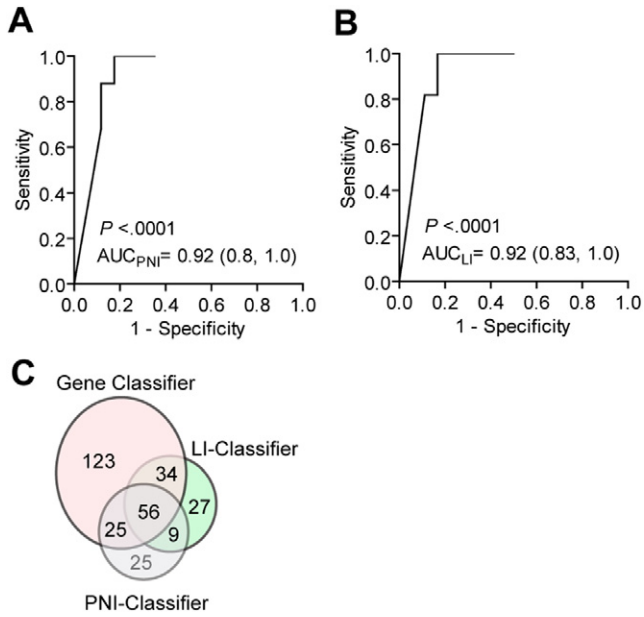 A
1.0
0.8
0.6
0.4
0.2
0.0
Sensitivity
P <.0001
AUCPNI= 0.92 (0.8, 1.0)
0.0 0.2 0.4 0.6 0.8 1.0
1 - Specificity
B
1.0
0.8
0.6
0.4
0.2
0.0
Sensitivity
P <.0001
AUCLI= 0.92 (0.83, 1.0)
0.0 0.2 0.4 0.6 0.8 1.0
1 - Specificity
C
Gene Classifier
LI-Classifier
123
34
27
56
25
9
25
PNI-Classifier